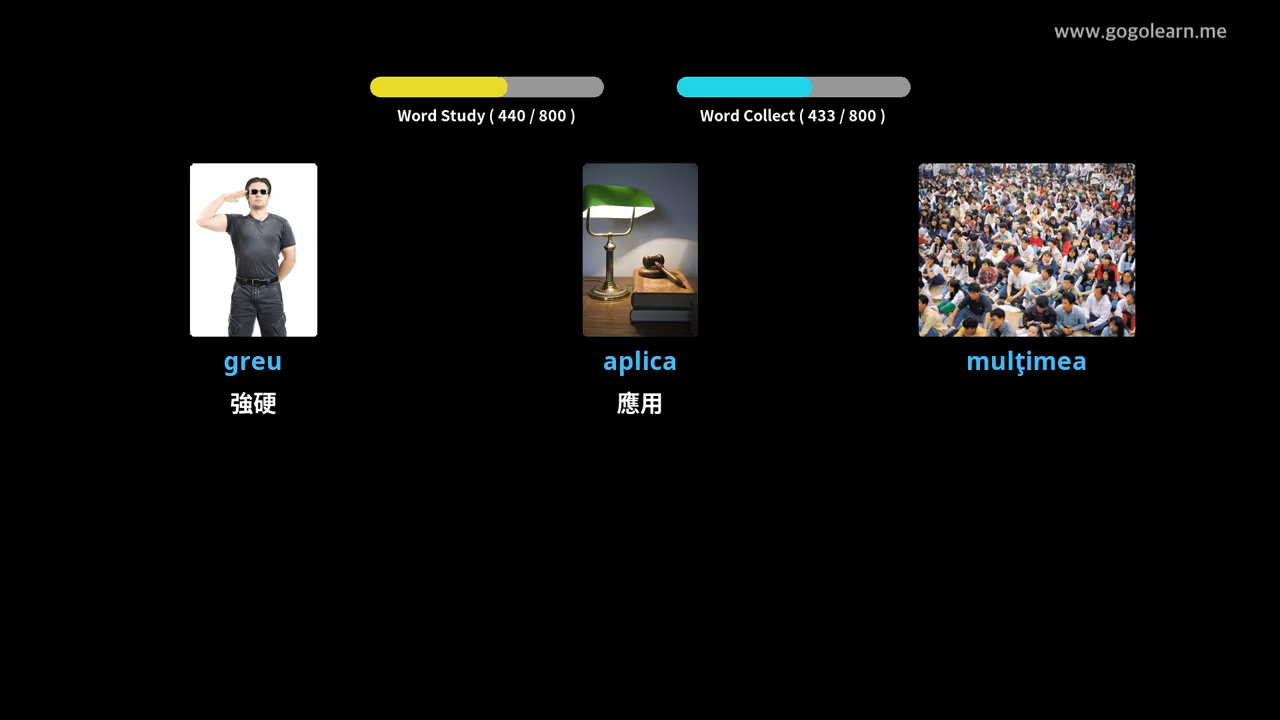 www.gogolearn.me
Word Study ( 440 / 800 )
Word Collect ( 433 / 800 )
greu
強硬
aplica
應用
mulţimea